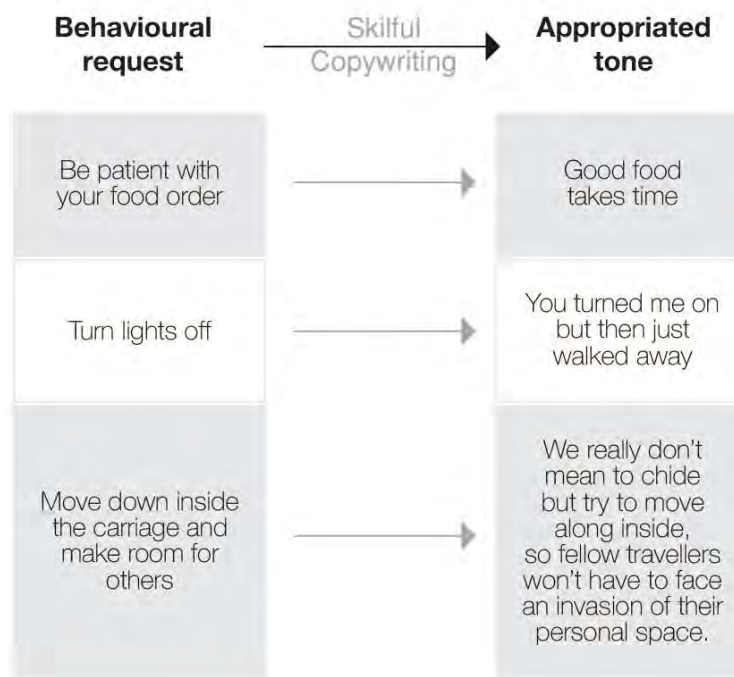 Behavioural
request
Skilful
Copywriting
Appropriated
tone
Be patient with
your food order
Good food
takes time
Turn lights off
You turned me on
but then just
walked away
Move down inside
the carriage and
make room for
others
We really don't
mean to chide
but try to move
along inside,
so fellow travellers
won't have to face
an invasion of their
personal space.